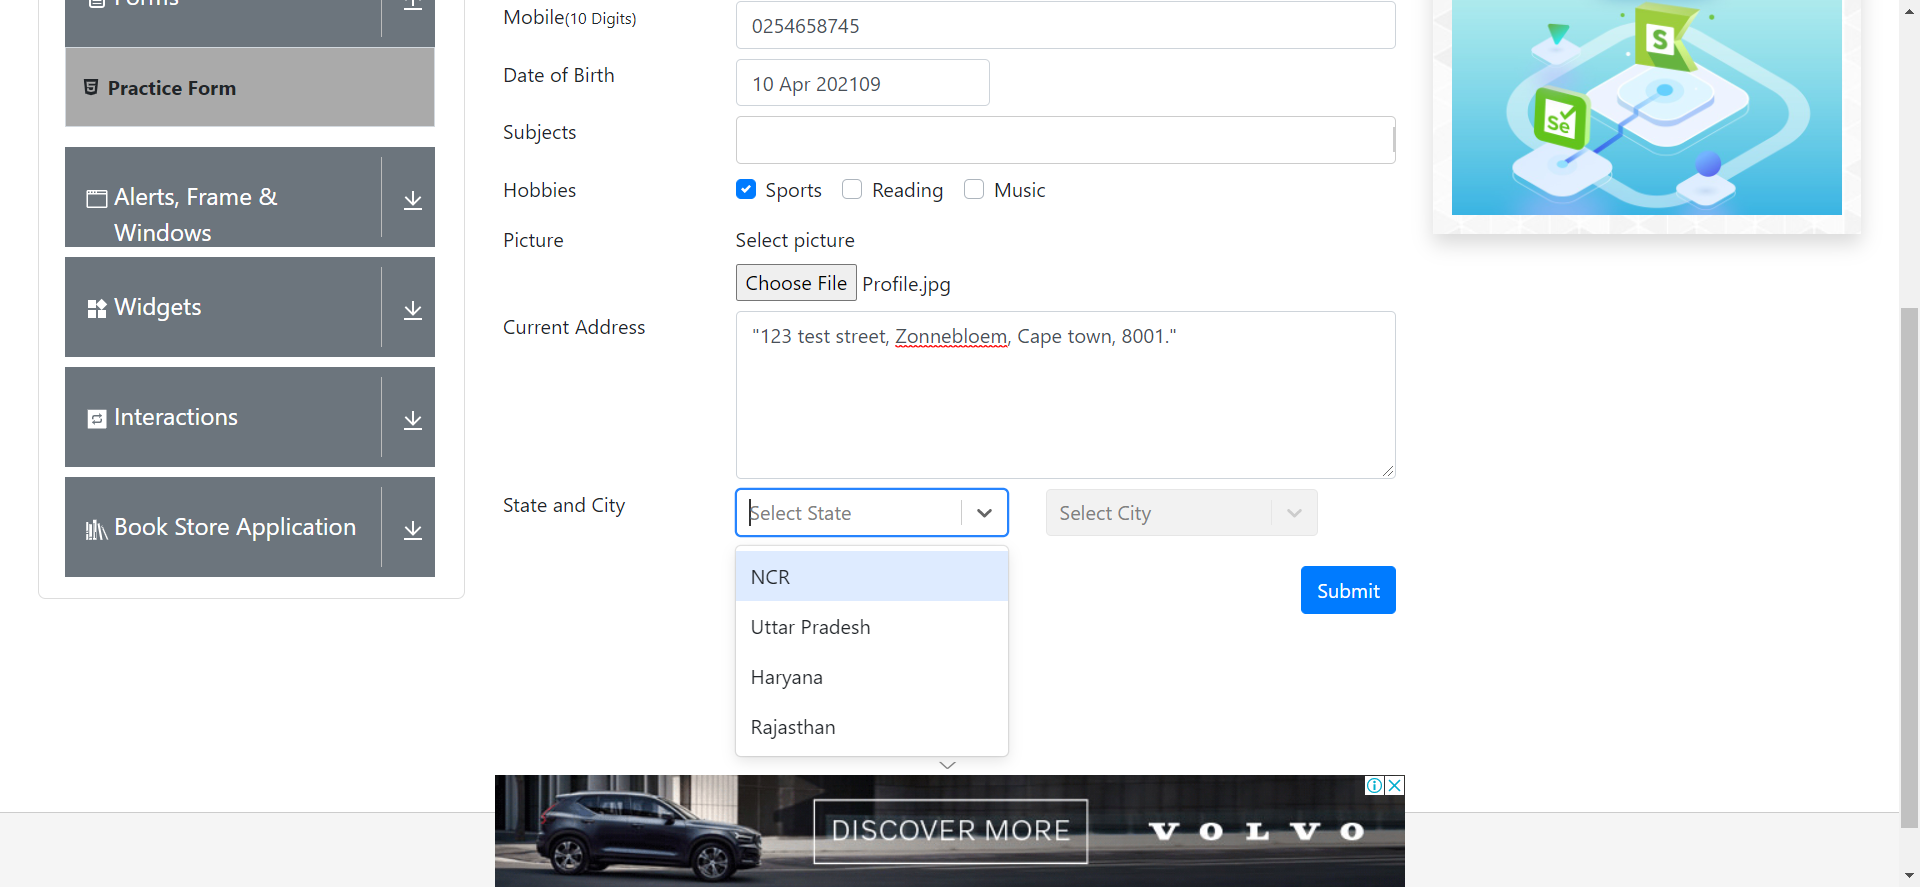 Forms
Practice Form
Alerts, Frame &
Windows
Widgets
Interactions
Book Store Application
Mobile(10 Digits)
0254658745
Date of Birth
10 Apr 202109
Subjects
Hobbies
Sports
Reading
Music
Picture
Select picture
Choose File Profile.jpg
Current Address
"123 test street, Zonnebloem, Cape town, 8001."
State and City
Select State
Select City
NCR
Uttar Pradesh
Haryana
Rajasthan
Submit
S
Se
DISCOVER MORE
VOLVO